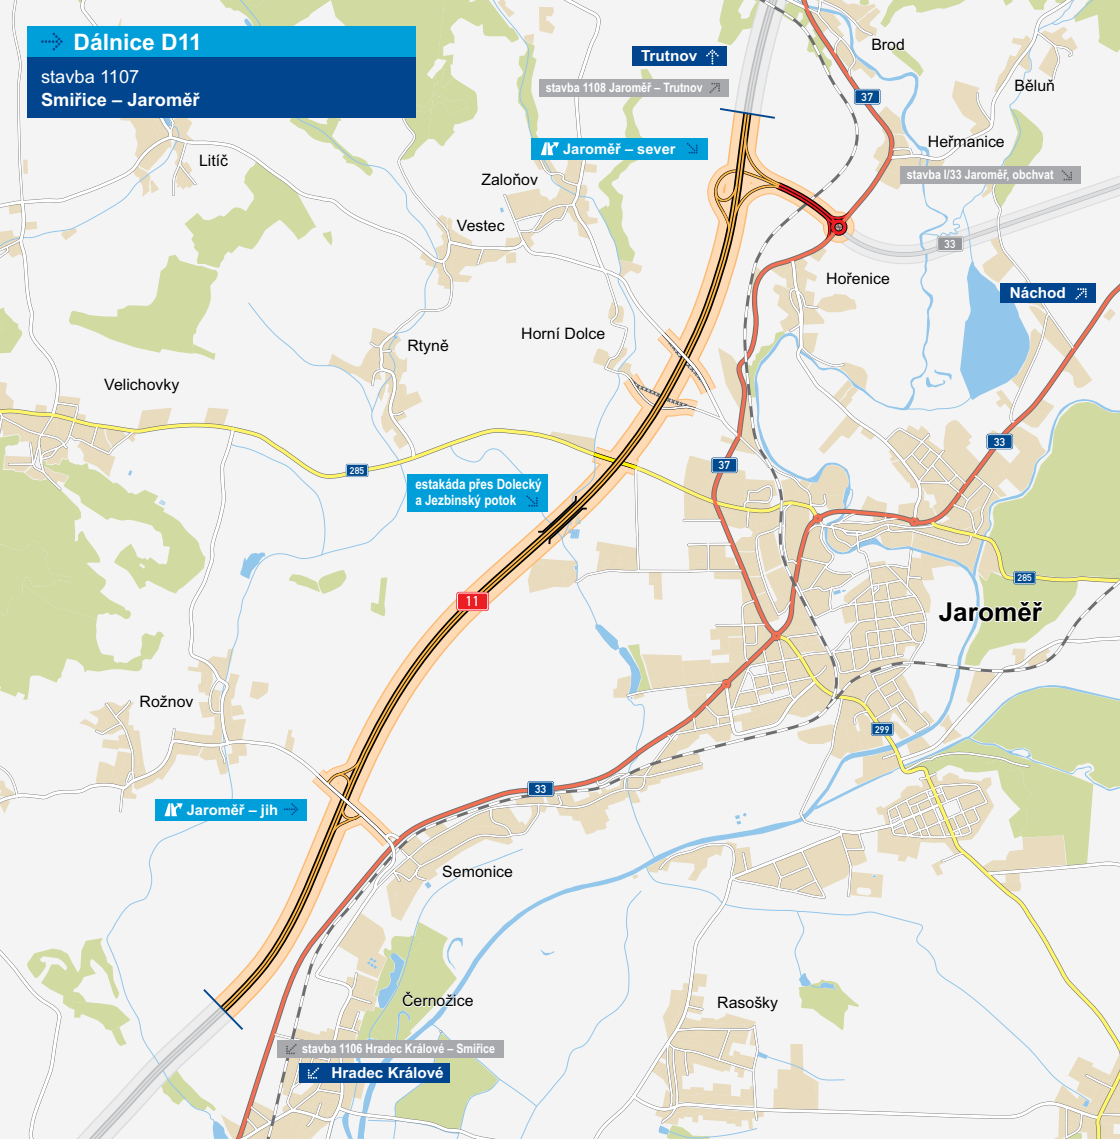 Dálnice D11
stavba 1107
Smiřice – Jaroměř
Trutnov
stavba 1108 Jaroměř – Trutnov
Brod
Běluň
37
Heřmanice
Jaroměř – sever
Litíč
stavba I/33 Jaroměř, obchvat
Zaloňov
Vestec
33
Hořenice
Náchod
Horní Dolce
Rtyně
Velichovky
33
37
285
estakáda přes Dolecký
a Jezbinský potok
285
11
Jaroměř
Rožnov
299
33
Jaroměř – jih
Semonice
Černožice
Rasošky
stavba 1106 Hradec Králové – Smiřice
Hradec Králové